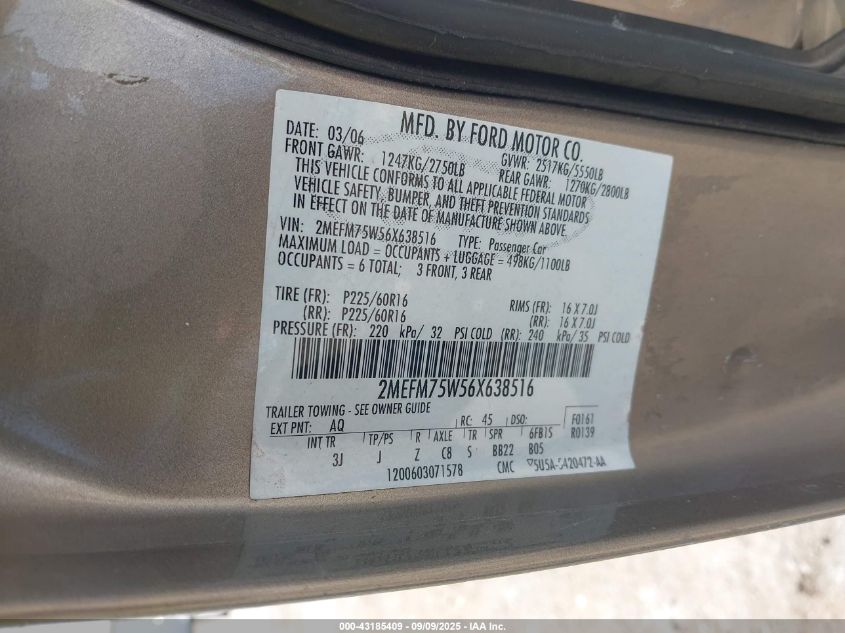 MFD. BY FORD MOTOR CO.
DATE: 03/06 GVWR: 2517KG/5550LB
FRONT GAWR: 1247KG/2750LB REAR GAWR: 1270KG/2800LB
THIS VEHICLE CONFORMS TO ALL APPLICABLE FEDERAL MOTOR
VEHICLE SAFETY, BUMPER, AND THEFT PREVENTION STANDARDS
IN EFFECT ON THE DATE OF MANUFACTURE SHOWN ABOVE.
VIN: 2MEFM75W56X638516 TYPE: Passenger Car
MAXIMUM LOAD = OCCUPANTS + LUGGAGE = 498KG/1100LB
OCCUPANTS = 6 TOTAL; 3 FRONT, 3 REAR
TIRE (FR): P225/60R16 RIMS (FR): 16 X 7.0J
(RR): P225/60R16 (RR): 16 X 7.0J
PRESSURE (FR): 220 kPa/ 32 PSI COLD (RR): 240 kPa/ 35 PSI COLD
2MEFM75W56X638516
TRAILER TOWING - SEE OWNER GUIDE
EXT PNT: AQ RC: 45 DSO: F0161
INT TR TP/PS R AXLE TR SPR 6FB15 R0139
3J J Z C8 S BB22 B05
1200603071578 CMC 5U5A-5420472-AA
000-43185409 - 09/09/2025 - IAA Inc.